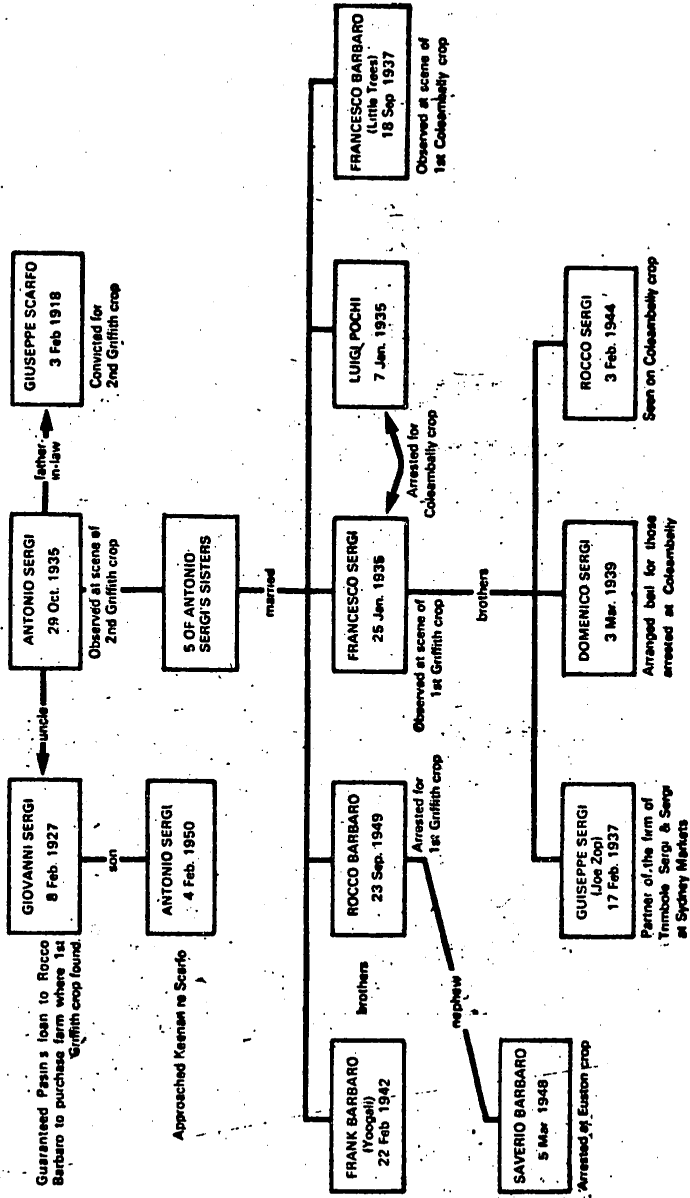 Guaranteed Pasin's loan to Rocco
Barbaro to purchase farm where 1st
Griffith crop found.
GIOVANNI SERGI
8 Feb. 1927
uncle
ANTONIO SERGI
29 Oct. 1935
Observed at scene of
2nd Griffith crop
father-
in-law
GIUSEPPE SCARFO
3 Feb 1918
Convicted for
2nd Griffith crop
son
Approached Keenan re Scarfo
ANTONIO SERGI
4 Feb. 1950
5 OF ANTONIO
SERGI'S SISTERS
married
FRANK BARBARO
(Yoogali)
22 Feb 1942
brothers
ROCCO BARBARO
23 Sep. 1949
Arrested for
1st Griffith crop
FRANCESCO SERGI
25 Jan. 1935
Observed at scene of
1st Griffith crop
Arrested for
Coleambally crop
LUIGI POCHI
7 Jan. 1935
FRANCESCO BARBARO
(Little Trees)
18 Sep 1937
Observed at scene of
1st Coleambally crop
nephew
brothers
SAVERIO BARBARO
5 Mar 1948
Arrested at Euston crop
GUISEPPE SERGI
(Joe Zop)
17 Feb. 1937
Partner of the firm of
Trimbole Sergi & Sergi
at Sydney Markets
DOMENICO SERGI
3 Mar. 1939
Arranged bail for those
arrested at Coleambally
ROCCO SERGI
3 Feb. 1944
Seen on Coleambally crop